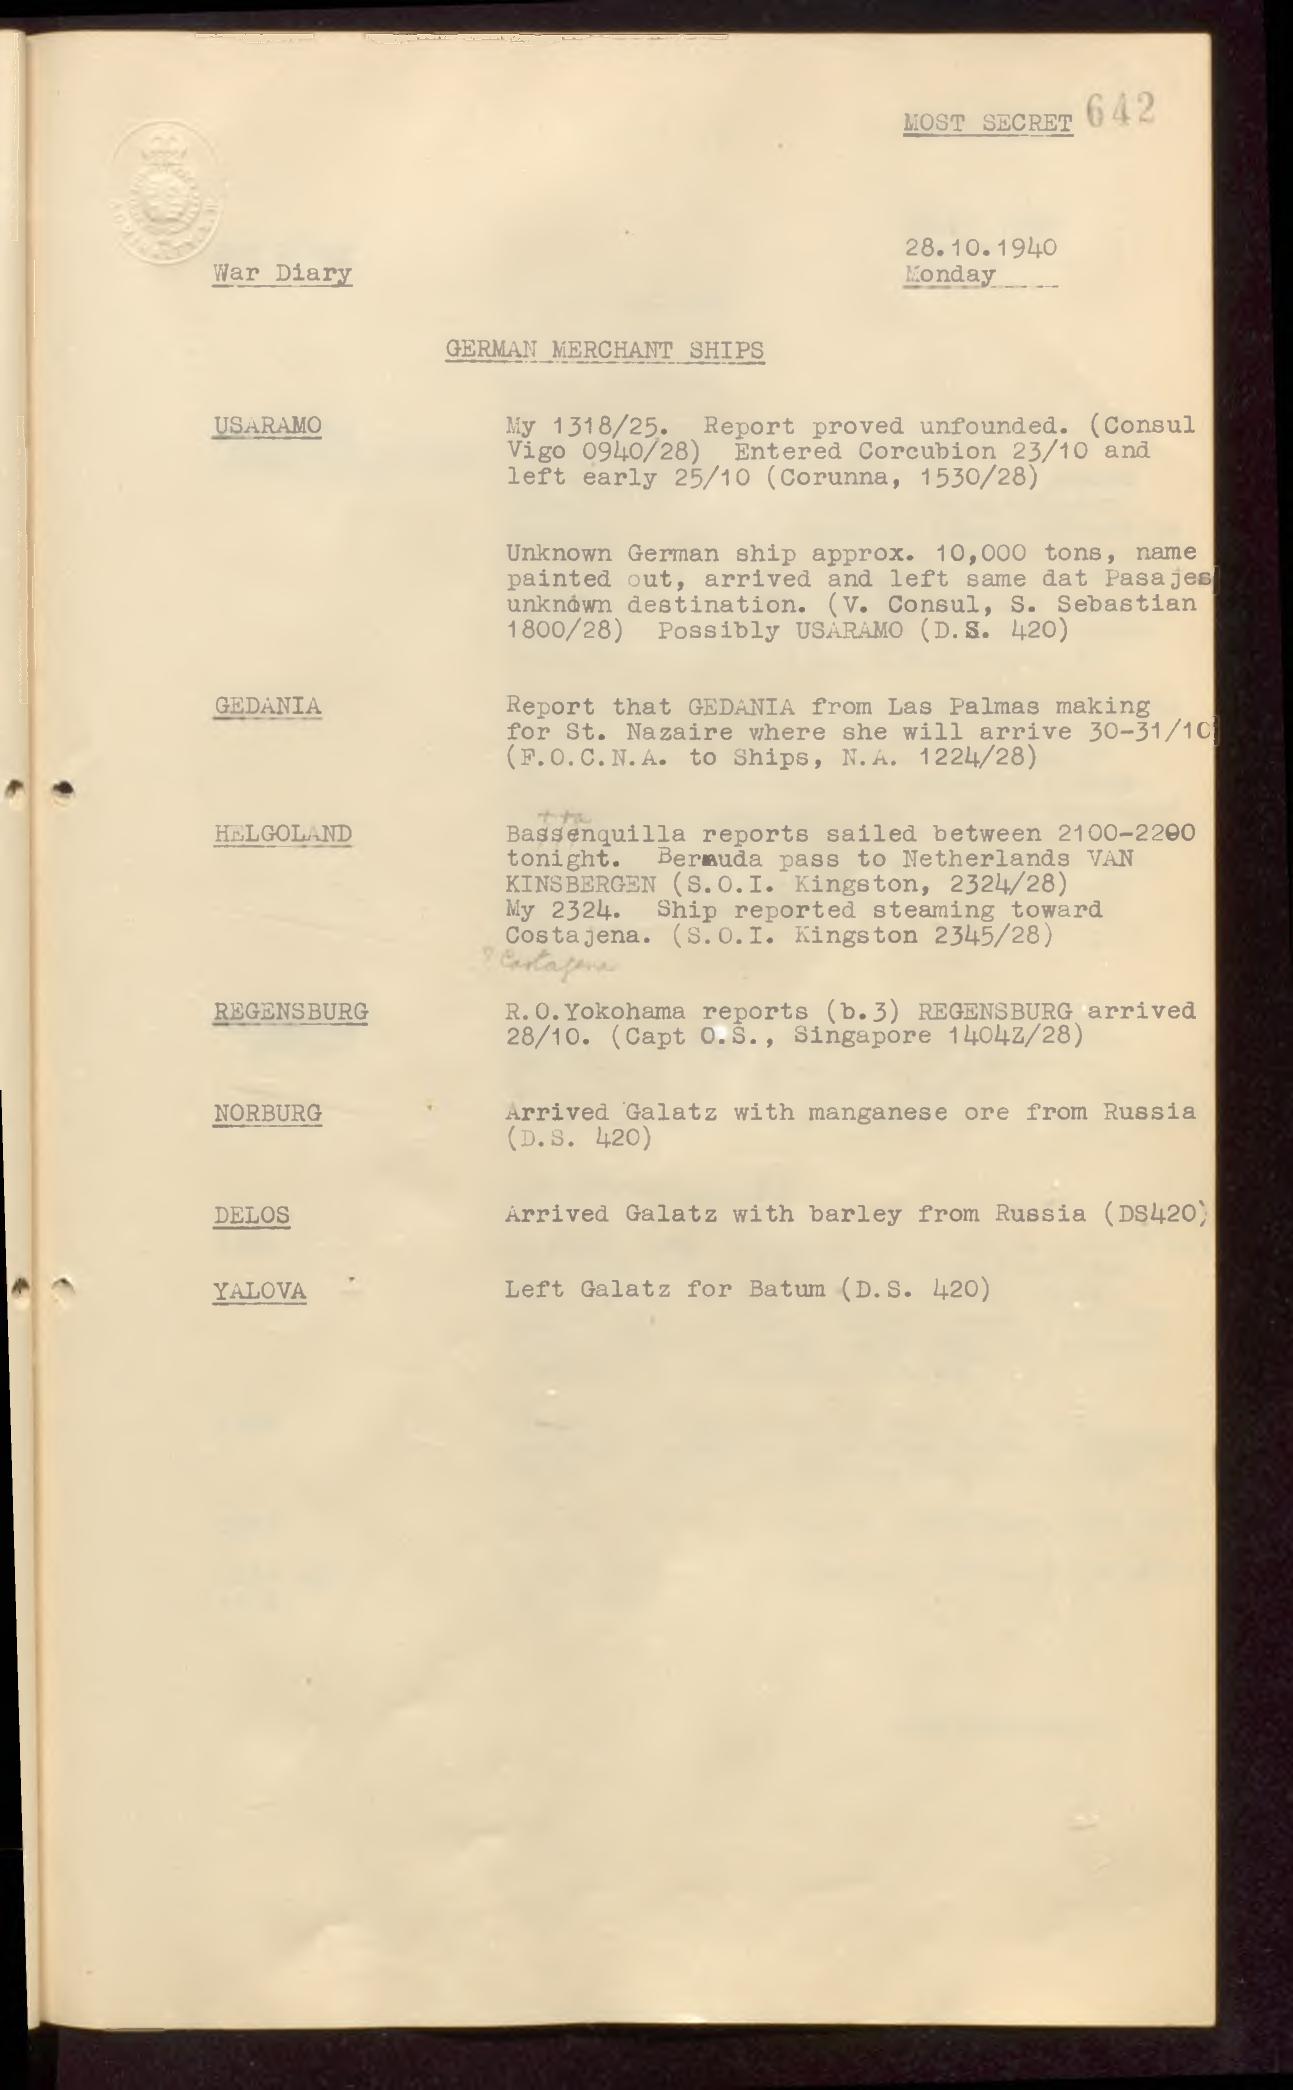 MOST SECRET 642
28.10.1940
War Diary
Monday
GERMAN MERCHANT SHIPS
USARAMO My 1318/25. Report proved unfounded. (Consul
Vigo 0940/28) Entered Corcubion 23/10 and
left early 25/10 (Corunna, 1530/28)
Unknown German ship approx. 10,000 tons, name
painted out, arrived and left same dat Pasajes
unknown destination. (V. Consul, S. Sebastian
1800/28) Possibly USARAMO (D.S. 420)
GEDANIA Report that GEDANIA from Las Palmas making
for St. Nazaire where she will arrive 30-31/10
(F.O.C.N.A. to Ships, N.A. 1224/28)
HELGOLAND Bassenquilla reports sailed between 2100-2200
tonight. Bermuda pass to Netherlands VAN
KINSBERGEN (S.O.I. Kingston, 2324/28)
My 2324. Ship reported steaming toward
Costajena. (S.O.I. Kingston 2345/28)
? Cartagena
REGENSBURG R.O.Yokohama reports (b.3) REGENSBURG arrived
28/10. (Capt O.S., Singapore 1404Z/28)
NORBURG Arrived Galatz with manganese ore from Russia
(D.S. 420)
DELOS Arrived Galatz with barley from Russia (DS420)
YALOVA Left Galatz for Batum (D.S. 420)